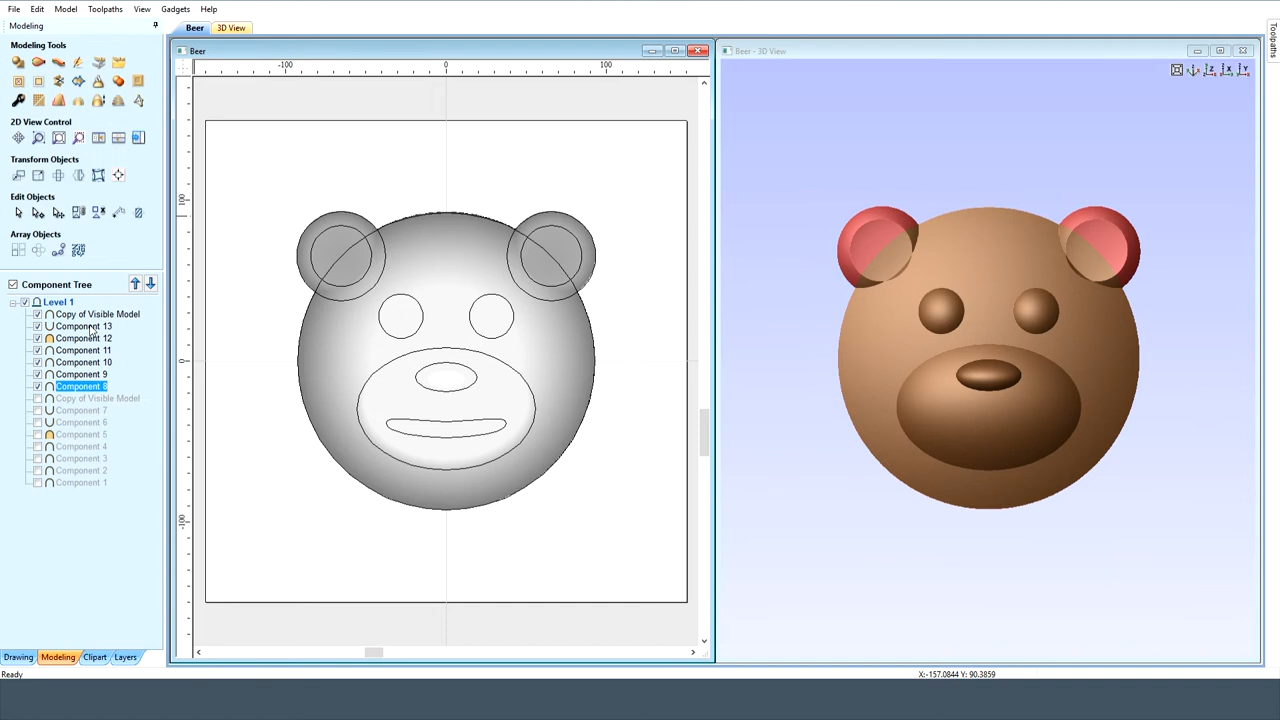 File Edit Model Toolpaths View Gadgets Help
Modeling
Beer 3D View
Modeling Tools
2D View Control
Transform Objects
Edit Objects
Array Objects
Component Tree
Level 1
Copy of Visible Model
Component 13
Component 12
Component 11
Component 10
Component 9
Component 8
Copy of Visible Model
Component 7
Component 6
Component 5
Component 4
Component 3
Component 2
Component 1
Drawing Modeling Clipart Layers
Ready
Beer
-100 0 100
100
0
-100
Beer - 3D View
Z X Y
Toolpaths
X:-157.0844 Y: 90.3859